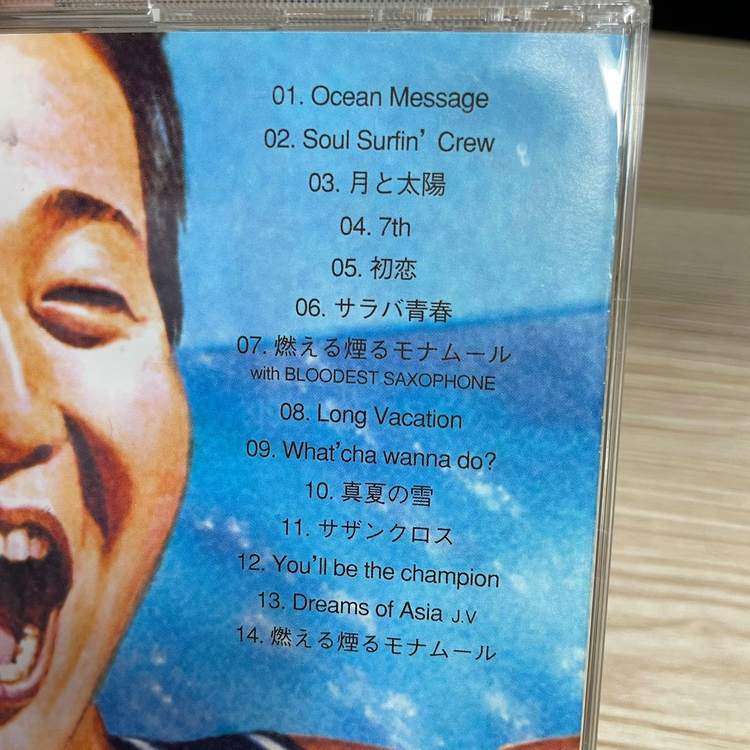 01. Ocean Message
02. Soul Surfin' Crew
03. 月と太陽
04. 7th
05. 初恋
06. サラバ青春
07. 燃える煙るモナムール
with BLOODEST SAXOPHONE
08. Long Vacation
09. What'cha wanna do?
10. 真夏の雪
11. サザンクロス
12. You'll be the champion
13. Dreams of Asia J.V
14. 燃える煙るモナムール